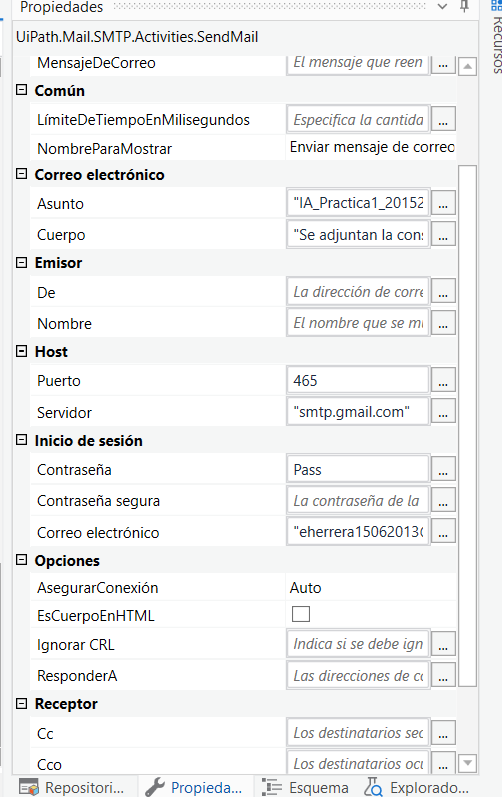 Propiedades
UiPath.Mail.SMTP.Activities.SendMail
MensajeDeCorreo El mensaje que reen ...
Común
LímiteDeTiempoEnMilisegundos Especifica la cantida ...
NombreParaMostrar Enviar mensaje de correo
Correo electrónico
Asunto "IA_Practica1_20152 ...
Cuerpo "Se adjuntan la cons ...
Emisor
De La dirección de corre ...
Nombre El nombre que se mu ...
Host
Puerto 465 ...
Servidor "smtp.gmail.com" ...
Inicio de sesión
Contraseña Pass ...
Contraseña segura La contraseña de la ...
Correo electrónico "eherrera15062013@ ...
Opciones
AsegurarConexión Auto
EsCuerpoEnHTML
Ignorar CRL Indica si se debe ign ...
ResponderA Las direcciones de co ...
Receptor
Cc Los destinatarios sec ...
Cco Los destinatarios ocu ...
Repositori... Propieda... Esquema Explorado...
Recursos